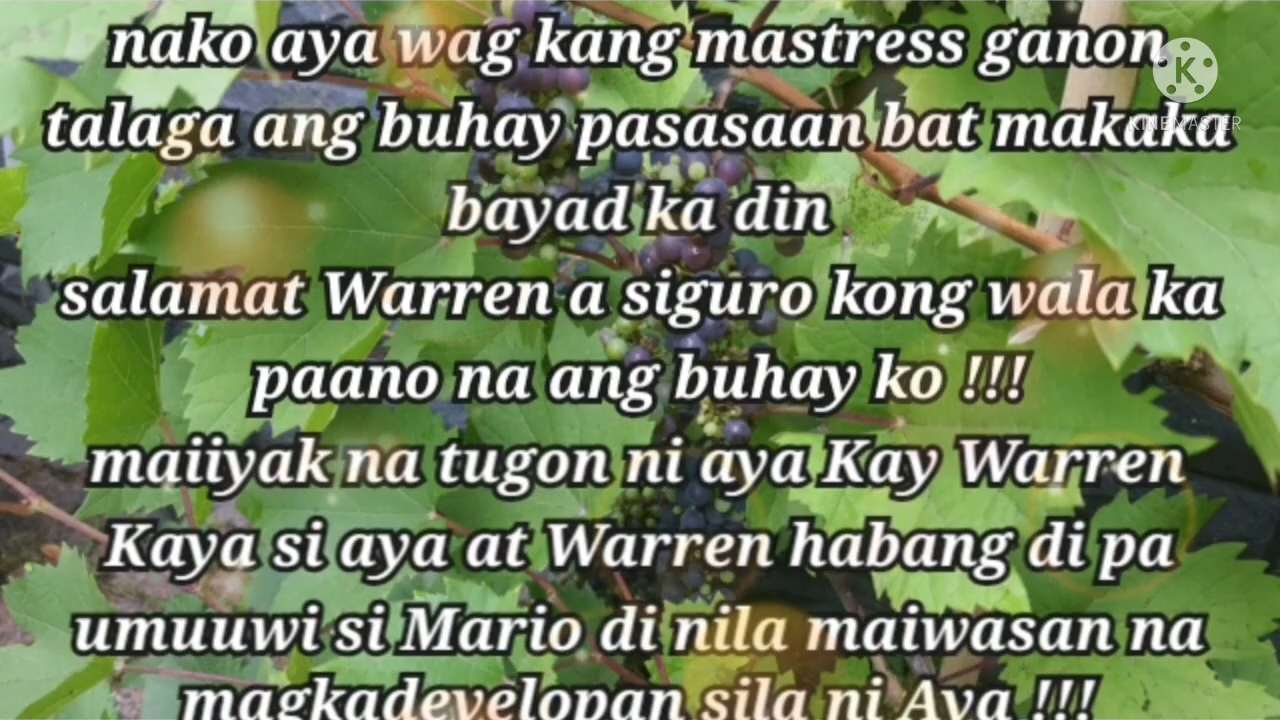 nako aya wag kang mastress ganon
talaga ang buhay pasasaan bat makaka
bayad ka din
salamat Warren a siguro kong wala ka
paano na ang buhay ko !!!
maiiyak na tugon ni aya Kay Warren
Kaya si aya at Warren habang di pa
umuuwi si Mario di nila maiwasan na
magkadevelopan sila ni Aya !!!
K
KINEMASTER